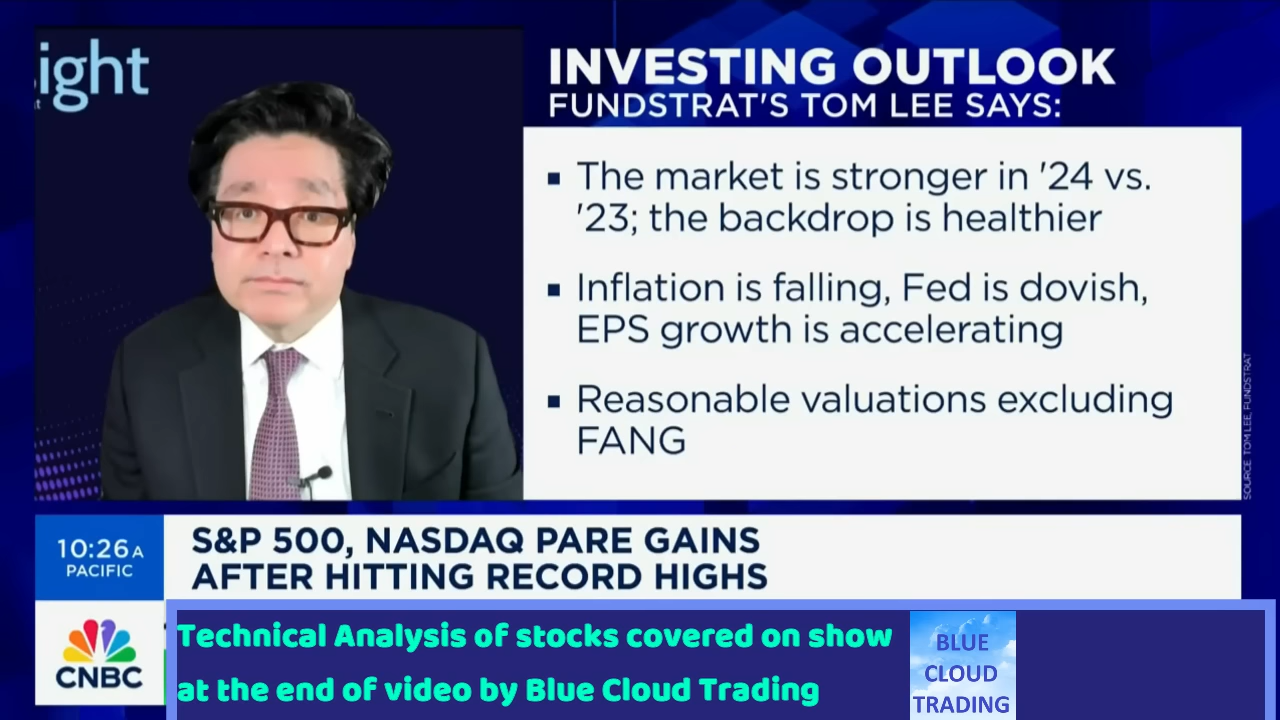 ight
INVESTING OUTLOOK
FUNDSTRAT'S TOM LEE SAYS:
▪ The market is stronger in '24 vs.
'23; the backdrop is healthier
▪ Inflation is falling, Fed is dovish,
EPS growth is accelerating
▪ Reasonable valuations excluding
FANG
SOURCE: TOM LEE, FUNDSTRAT
10:26A
PACIFIC
S&P 500, NASDAQ PARE GAINS
AFTER HITTING RECORD HIGHS
CNBC
Technical Analysis of stocks covered on show
at the end of video by Blue Cloud Trading
BLUE
CLOUD
TRADING